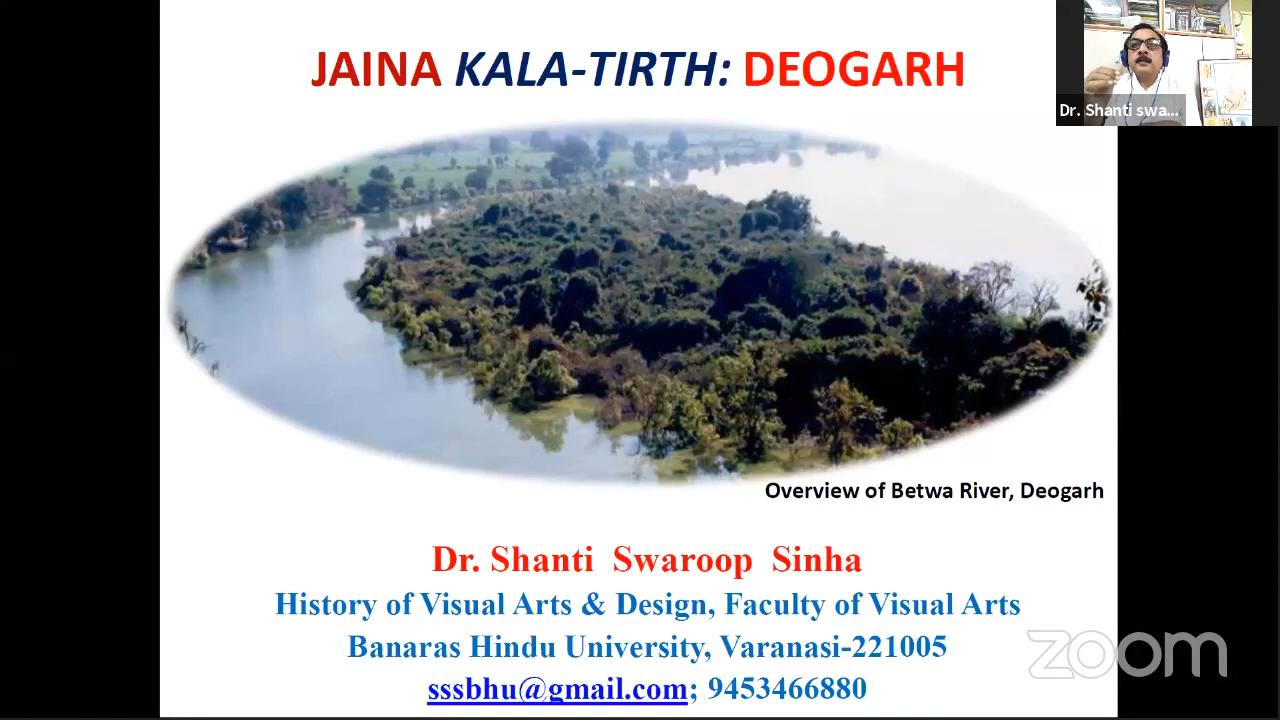 JAINA KALA-TIRTH: DEOGARH
Dr. Shanti swa...
Overview of Betwa River, Deogarh
Dr. Shanti Swaroop Sinha
History of Visual Arts & Design, Faculty of Visual Arts
Banaras Hindu University, Varanasi-221005
sssbhu@gmail.com; 9453466880
zoom